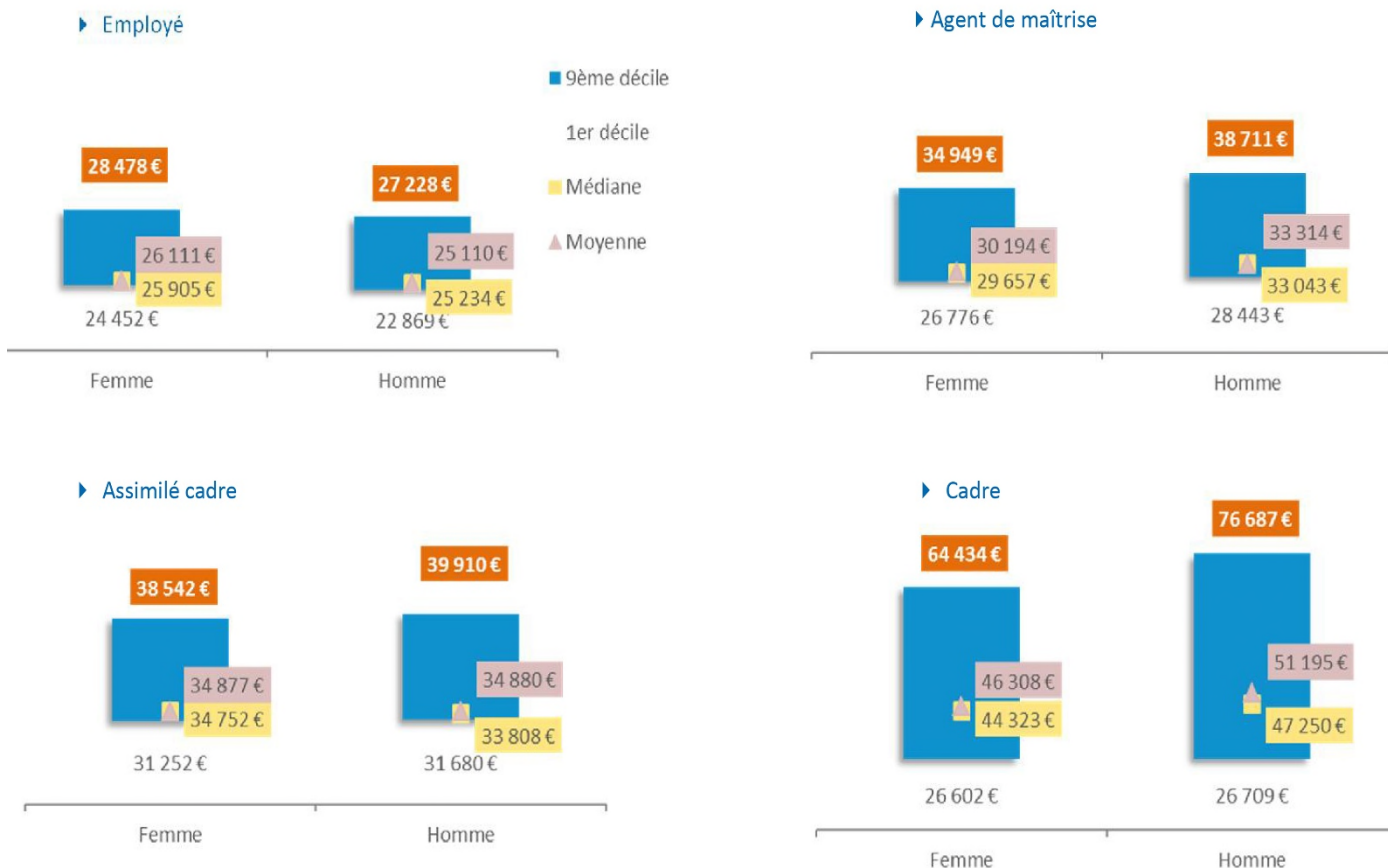 Employé
9ème décile
1er décile
Médiane
Moyenne
28 478 €
27 228 €
26 111 €
25 905 €
25 110 €
25 234 €
24 452 €
22 869 €
Femme
Homme
Agent de maîtrise
34 949 €
38 711 €
30 194 €
29 657 €
33 314 €
33 043 €
26 776 €
28 443 €
Femme
Homme
Assimilé cadre
38 542 €
39 910 €
34 877 €
34 752 €
34 880 €
33 808 €
31 252 €
31 680 €
Femme
Homme
Cadre
64 434 €
76 687 €
46 308 €
44 323 €
51 195 €
47 250 €
26 602 €
26 709 €
Femme
Homme